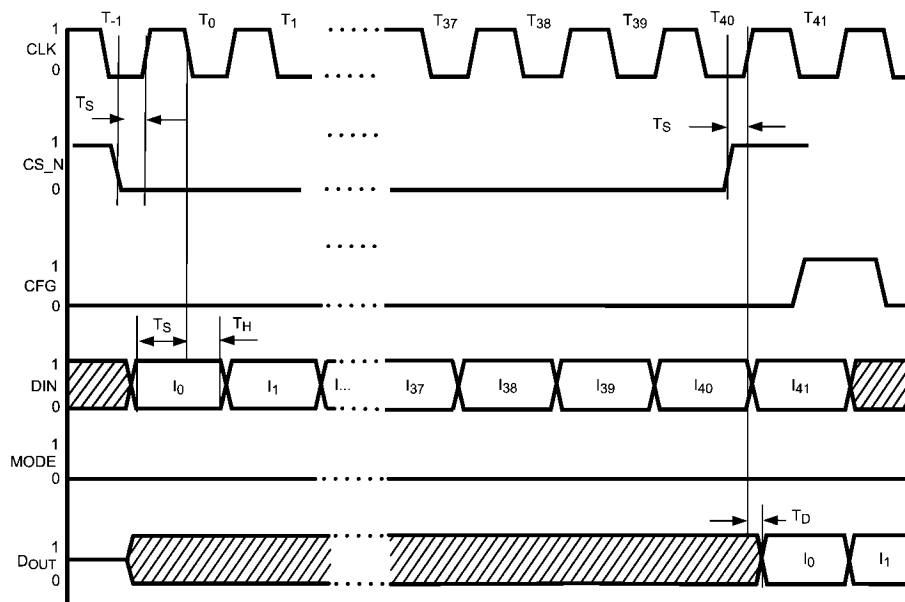 T-1 T0 T1 T37 T38 T39 T40 T41
1
CLK
0
TS TS
1
CS_N
0
1
CFG
0
TS TH
1
DIN I0 I1 I... I37 I38 I39 I40 I41
0
1
MODE
0
TD
1
DOUT I0 I1
0